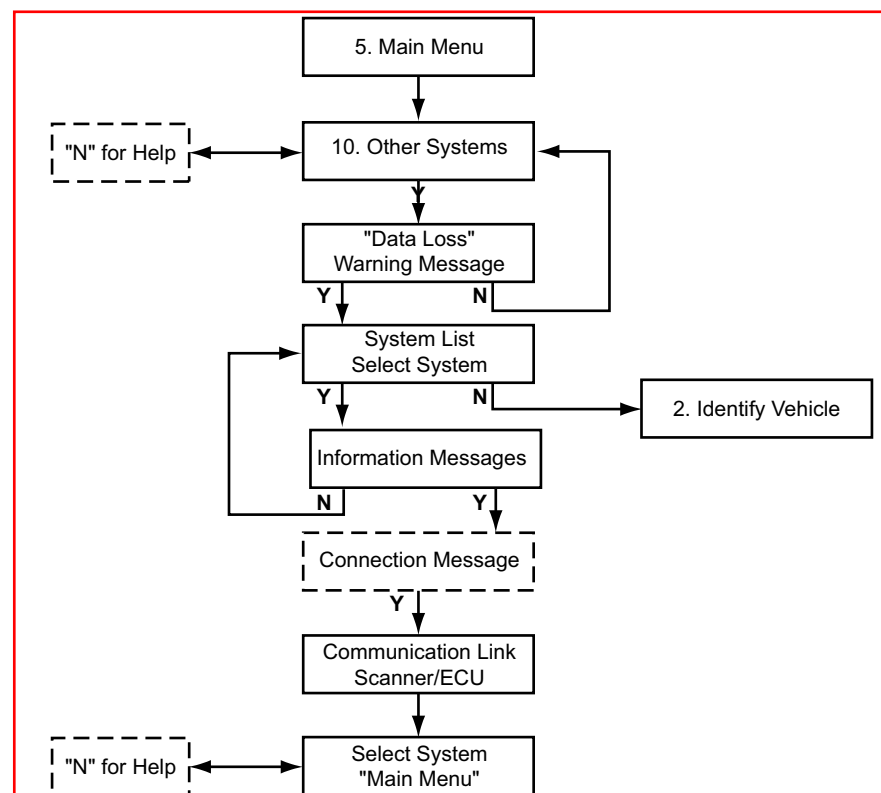 5. Main Menu
"N" for Help
10. Other Systems
Y
"Data Loss"
Warning Message
Y
N
System List
Select System
Y
N
2. Identify Vehicle
Information Messages
N
Y
Connection Message
Y
Communication Link
Scanner/ECU
"N" for Help
Select System
"Main Menu"